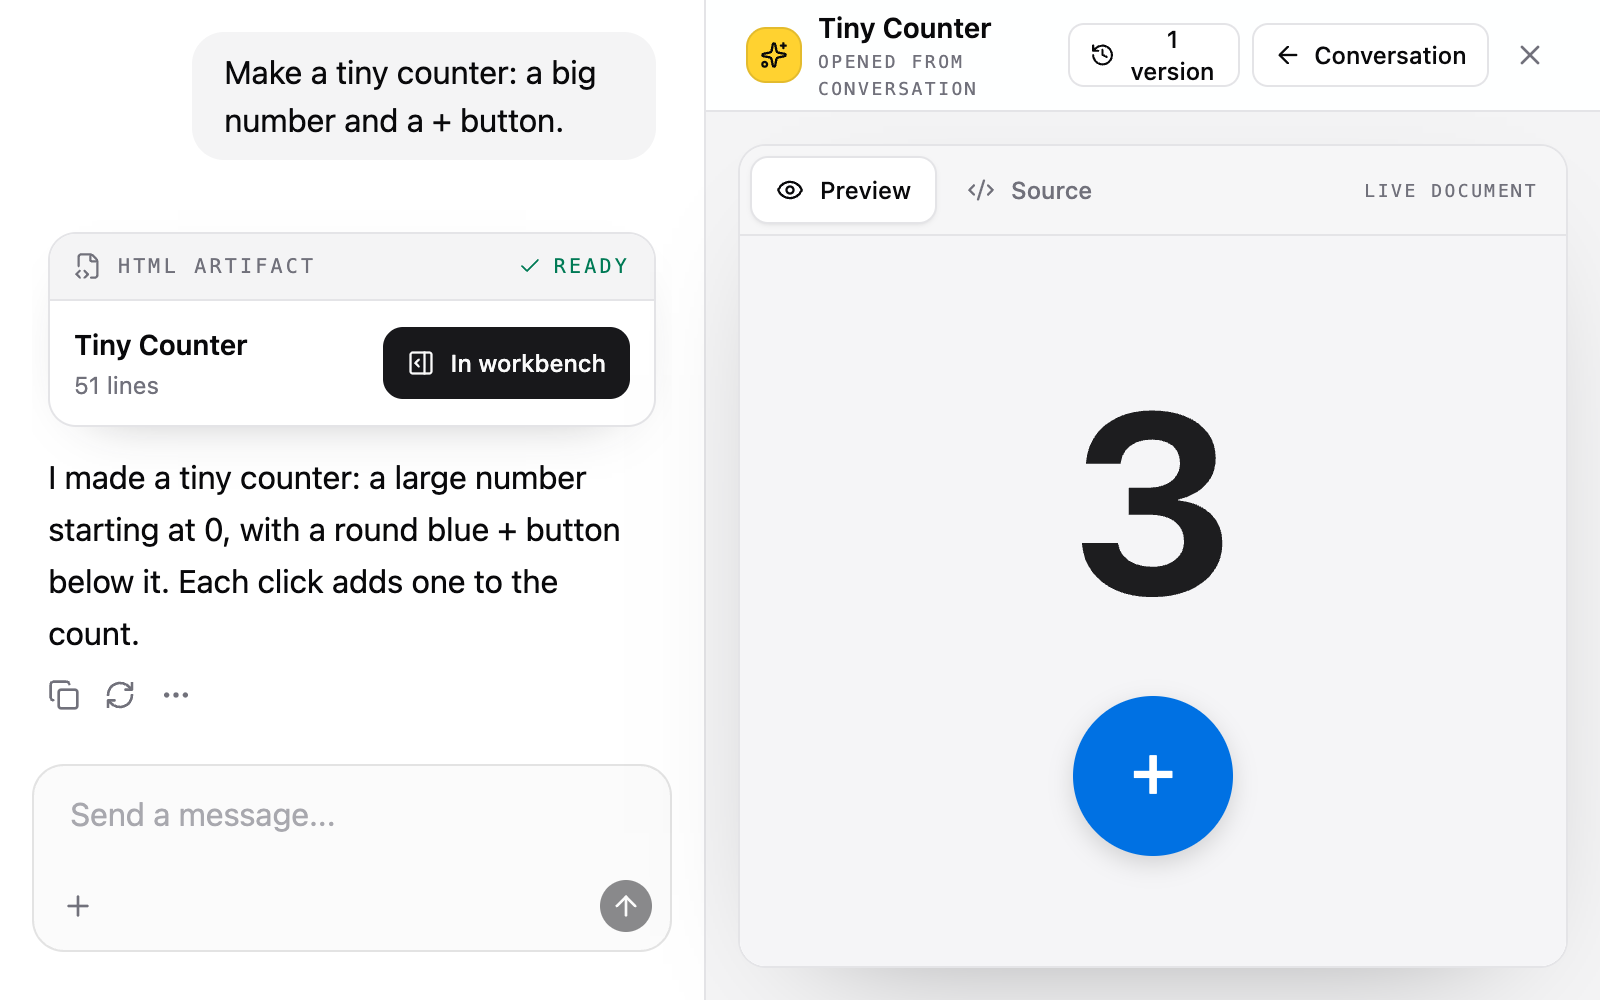 Make a tiny counter: a big
number and a + button.
HTML ARTIFACT
READY
Tiny Counter
51 lines
In workbench
I made a tiny counter: a large number
starting at 0, with a round blue + button
below it. Each click adds one to the
count.
Send a message...
Tiny Counter
OPENED FROM
CONVERSATION
1
version
Conversation
Preview
Source
LIVE DOCUMENT
3
+